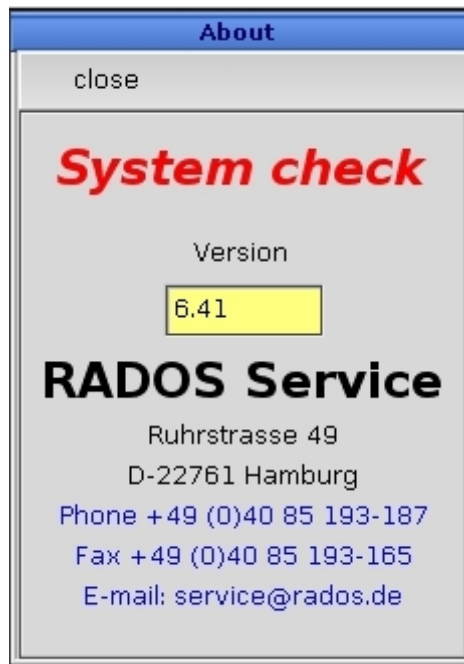 About
close
System check
Version
6.41
RADOS Service
Ruhrstrasse 49
D-22761 Hamburg
Phone +49 (0)40 85 193-187
Fax +49 (0)40 85 193-165
E-mail: service@rados.de